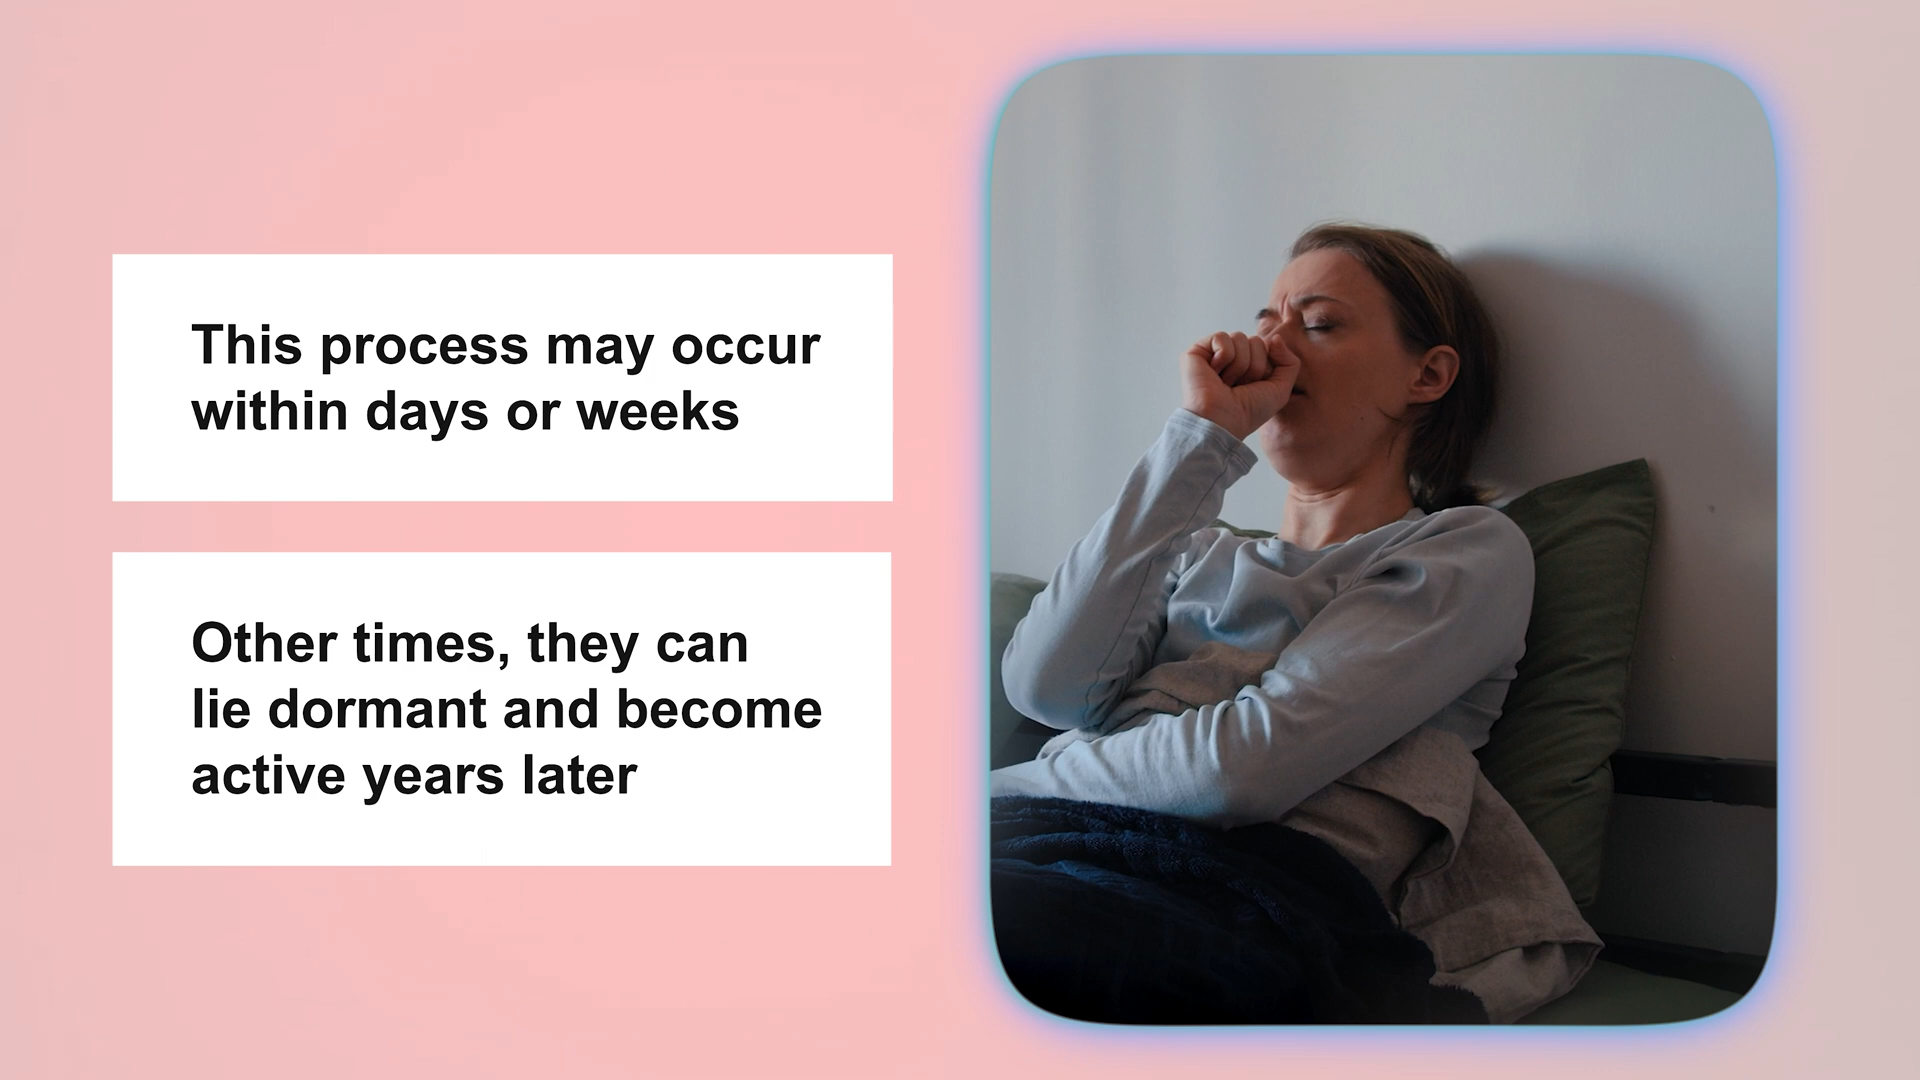 This process may occur
within days or weeks
Other times, they can
lie dormant and become
active years later